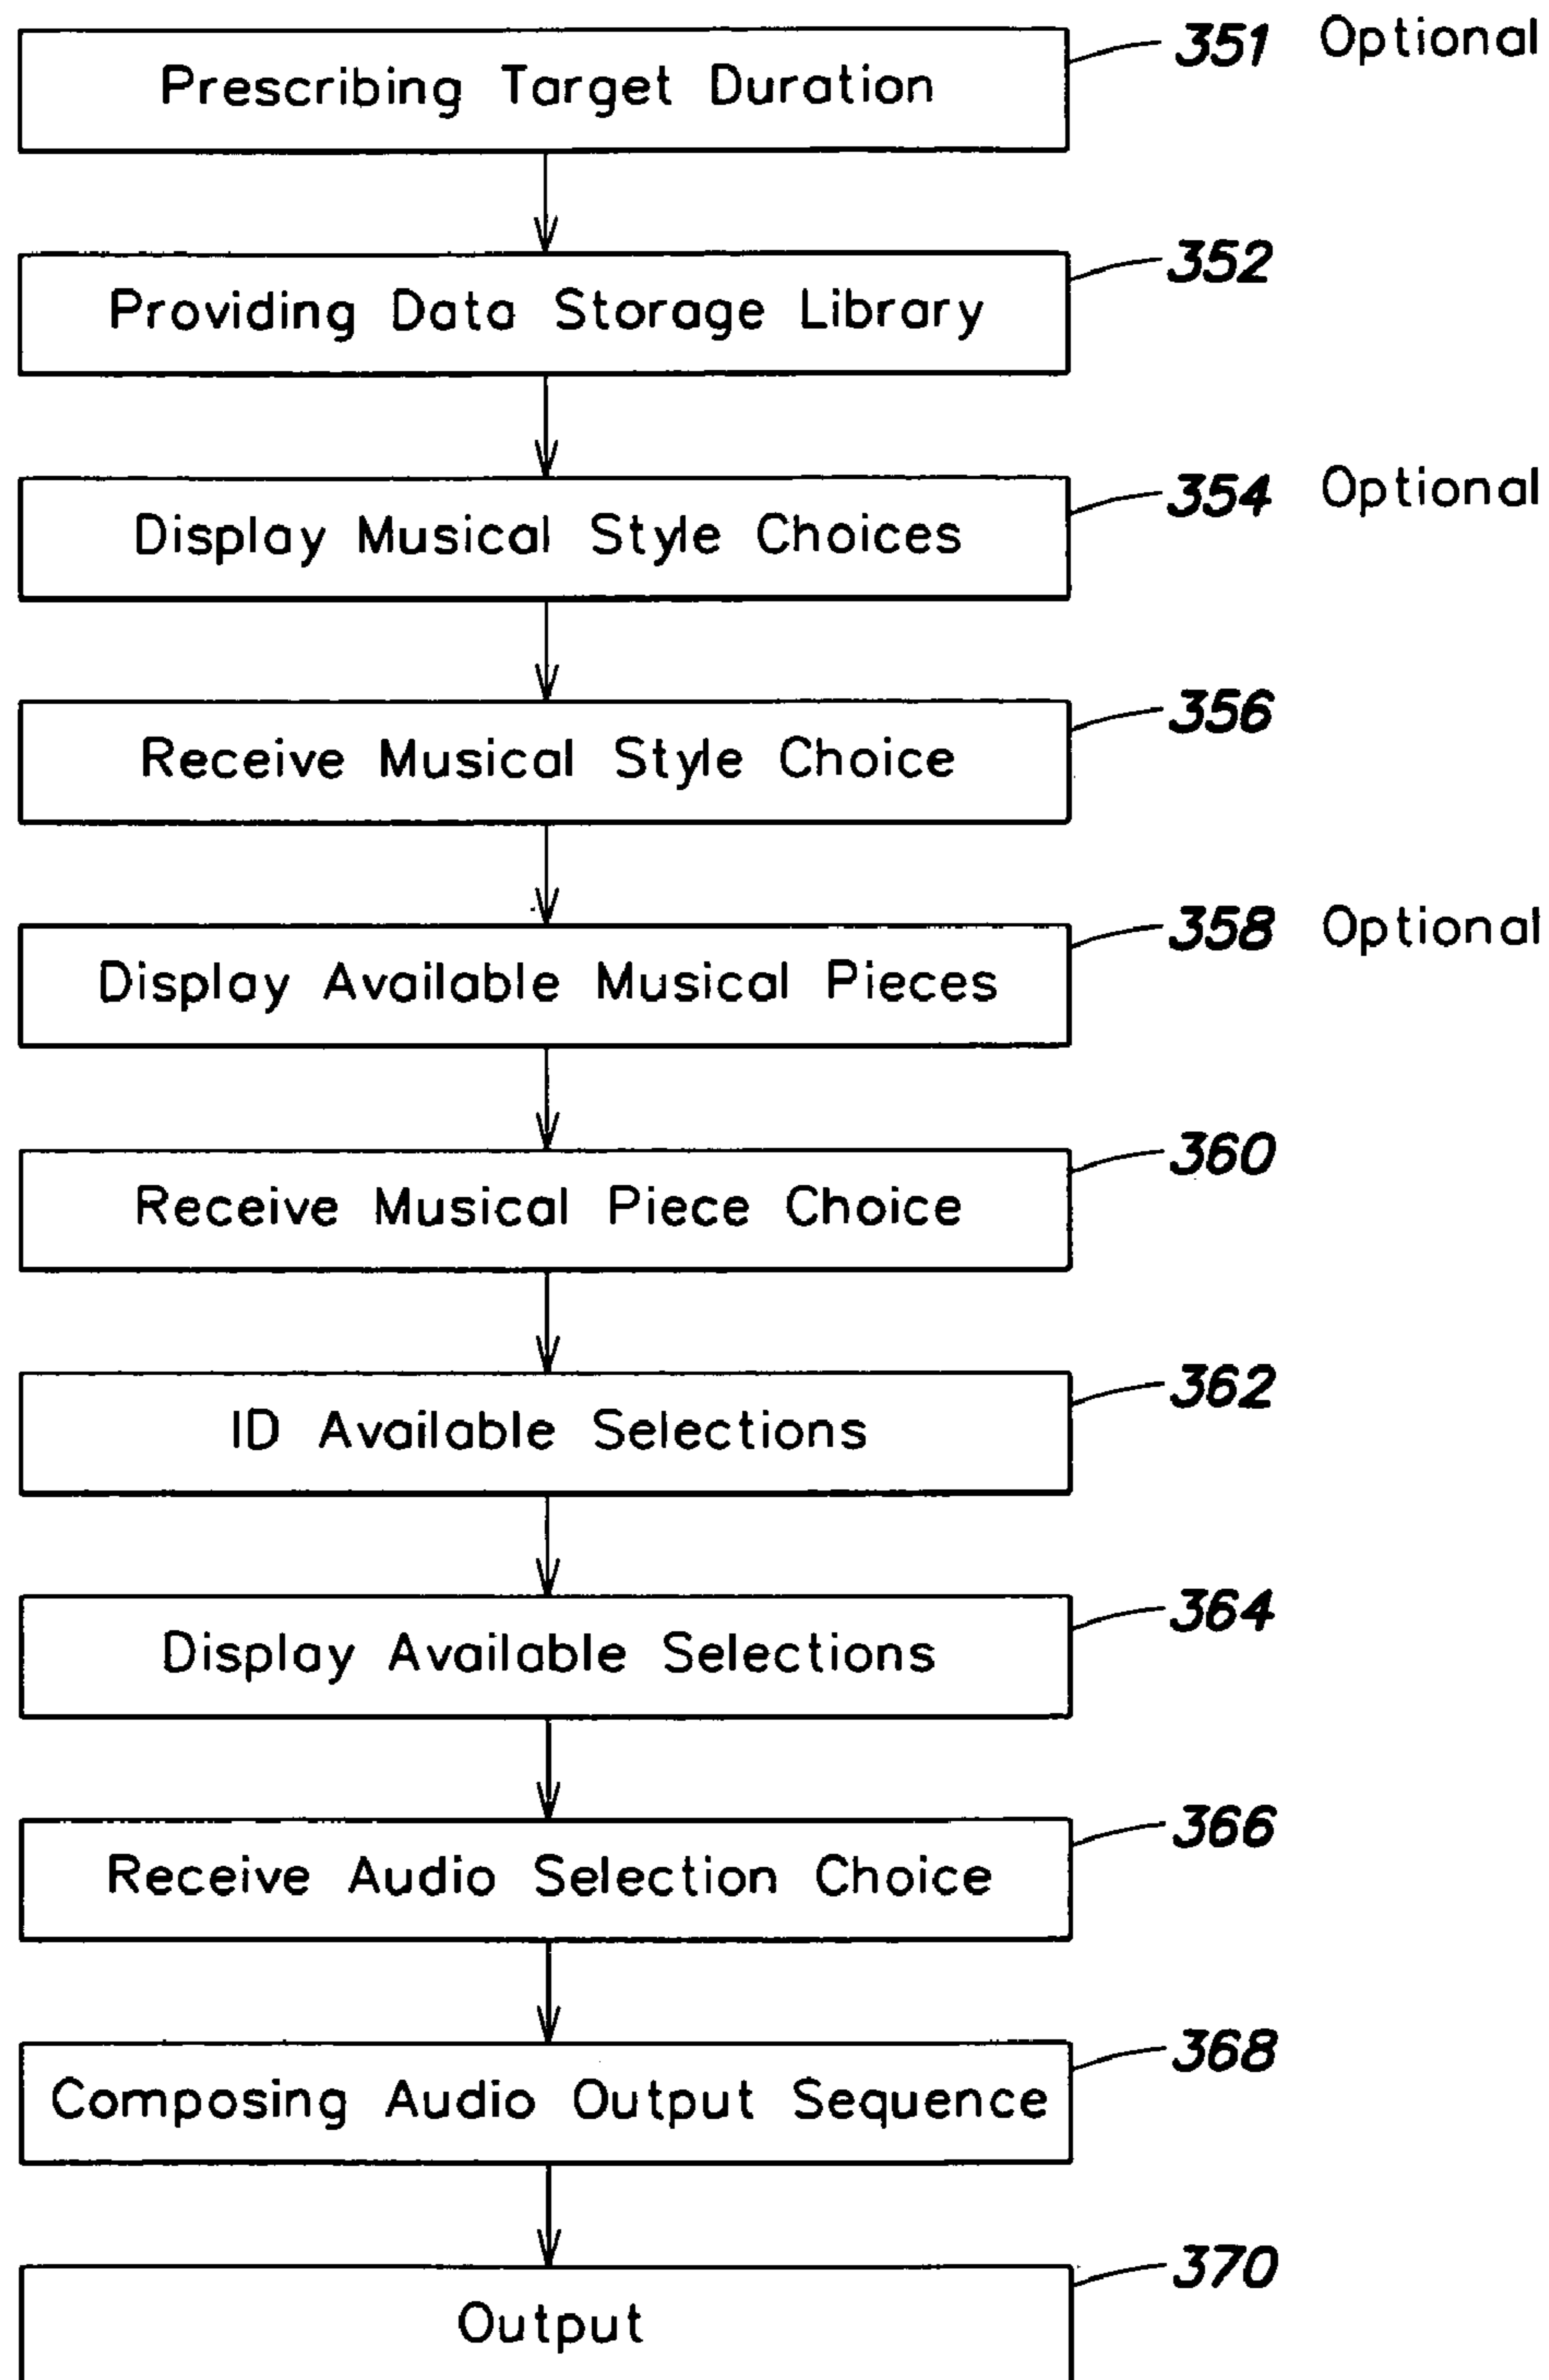 351 Optional
Prescribing Target Duration
352
Providing Data Storage Library
354 Optional
Display Musical Style Choices
356
Receive Musical Style Choice
358 Optional
Display Available Musical Pieces
360
Receive Musical Piece Choice
362
ID Available Selections
364
Display Available Selections
366
Receive Audio Selection Choice
368
Composing Audio Output Sequence
370
Output